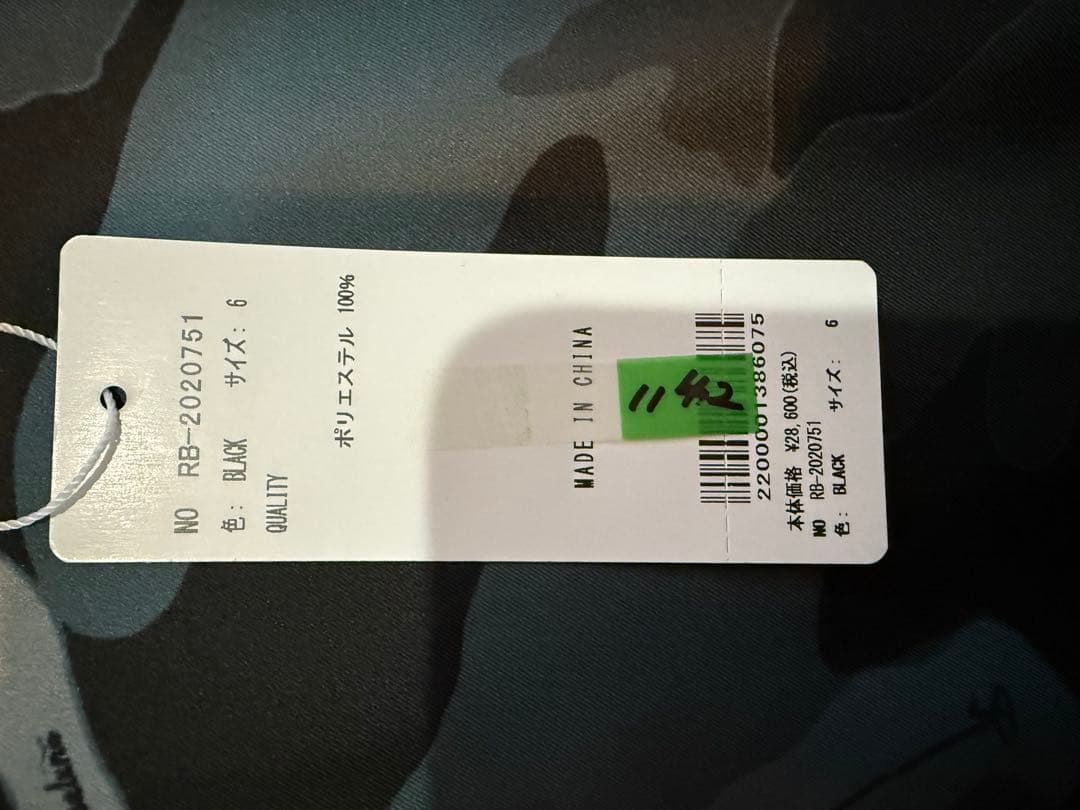 NO RB-2020751
色: BLACK サイズ: 6
QUALITY
ポリエステル 100%
MADE IN CHINA
2200001386075
本体価格 ¥28,600(税込)
NO RB-2020751
色: BLACK サイズ: 6